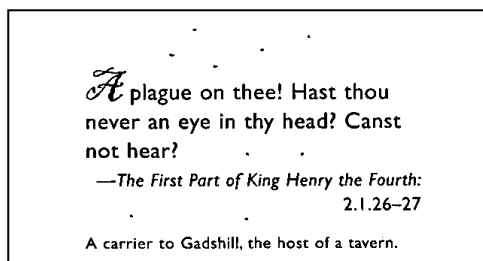 A plague on thee! Hast thou
never an eye in thy head? Canst
not hear?
—The First Part of King Henry the Fourth:
2.1.26–27
A carrier to Gadshill, the host of a tavern.